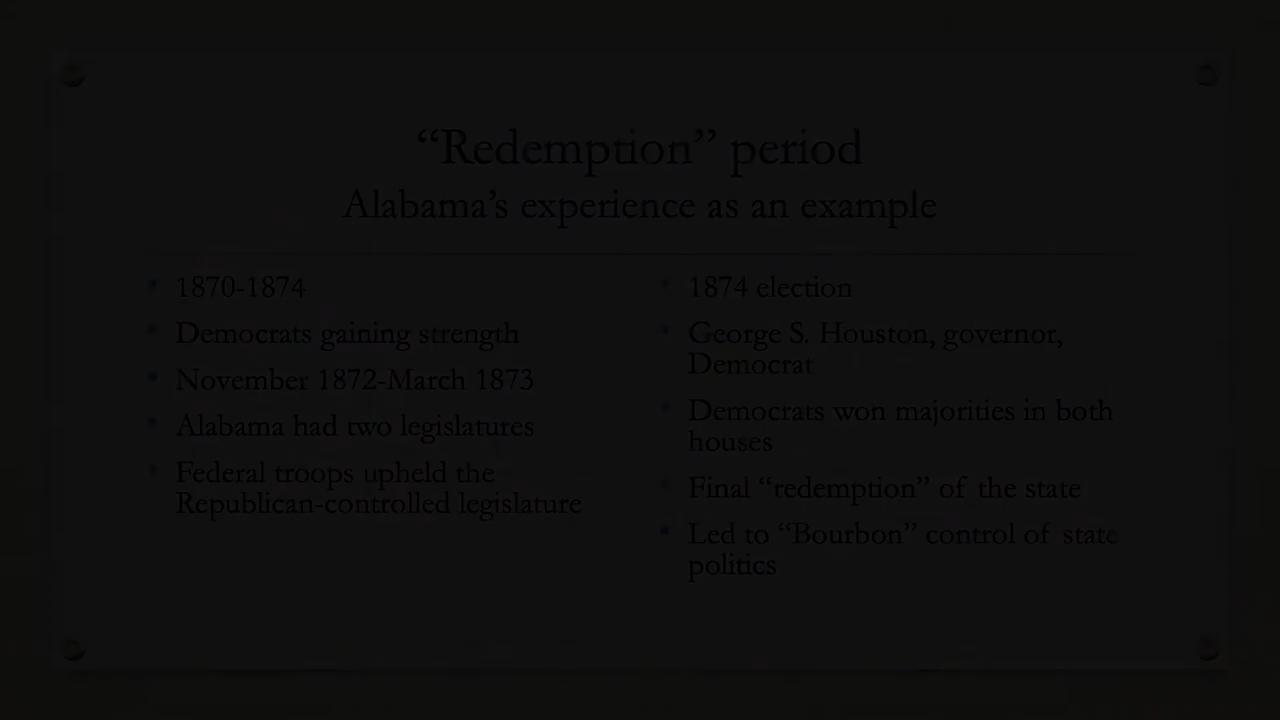 “Redemption” period
Alabama’s experience as an example
1870-1874
Democrats gaining strength
November 1872-March 1873
Alabama had two legislatures
Federal troops upheld the
Republican-controlled legislature
1874 election
George S. Houston, governor,
Democrat
Democrats won majorities in both
houses
Final “redemption” of the state
Led to “Bourbon” control of state
politics